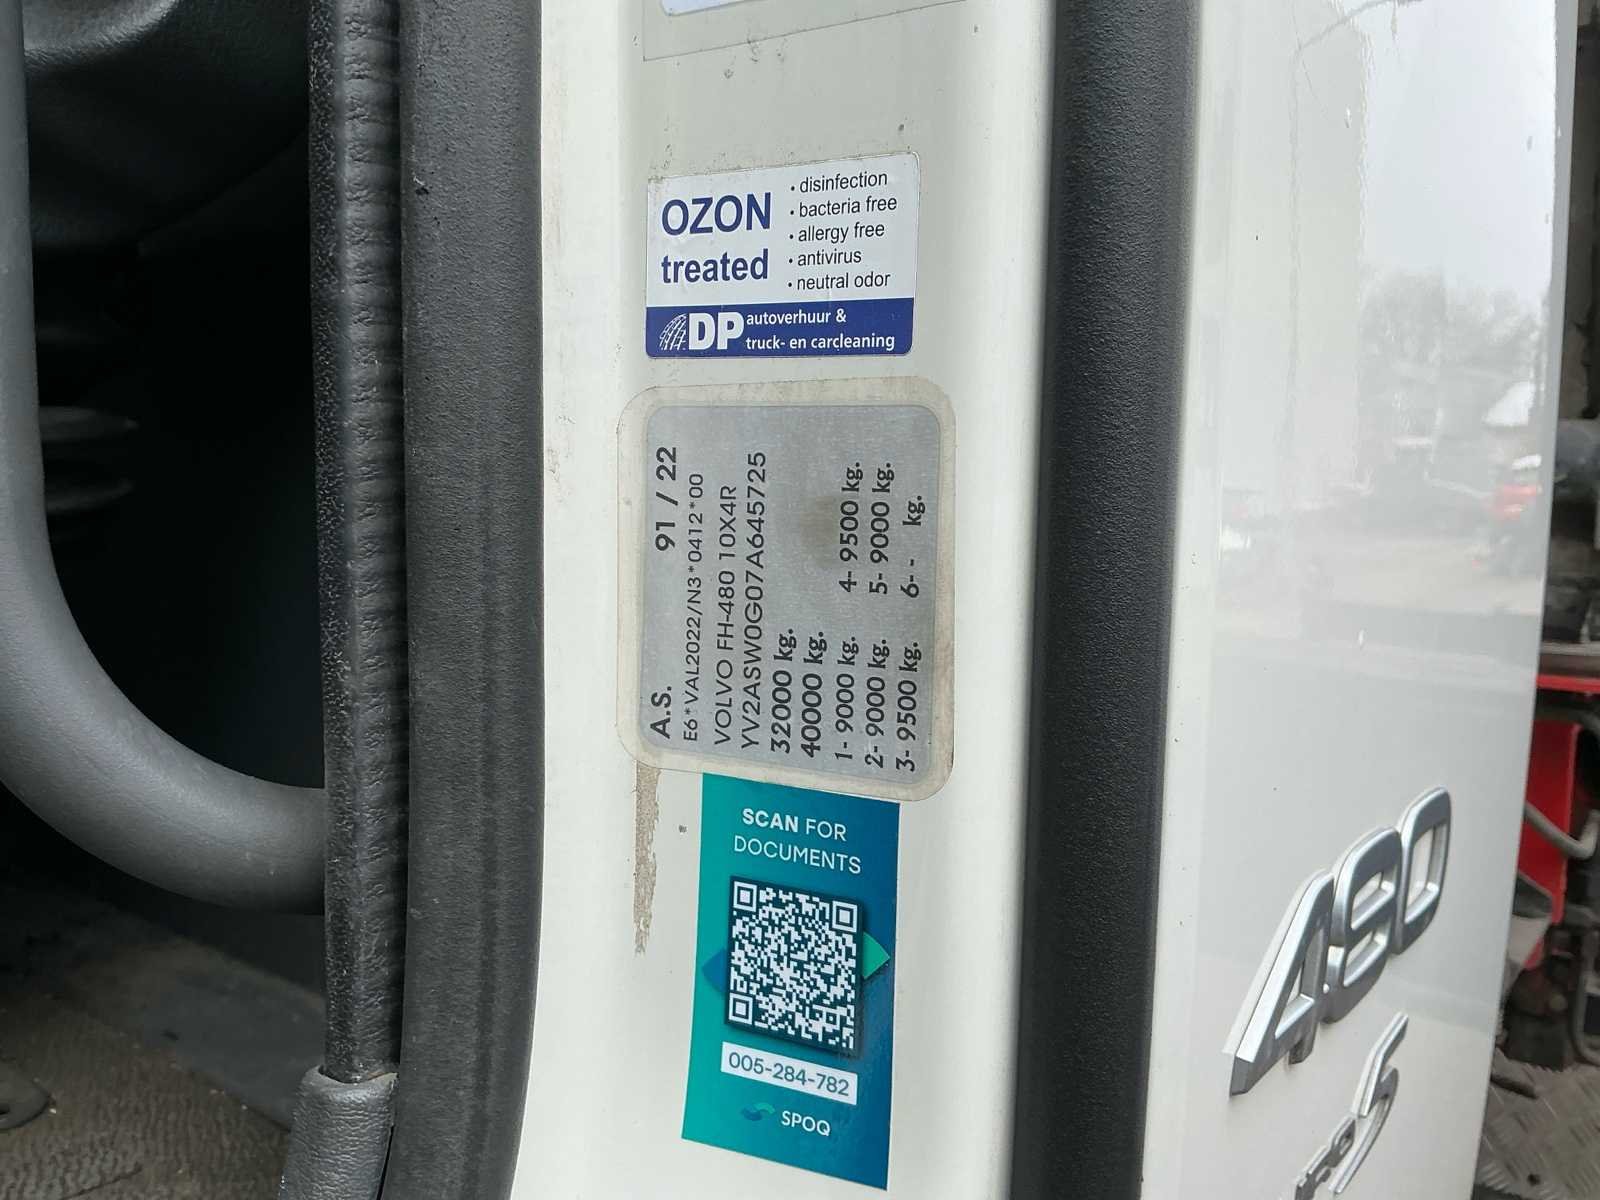 OZON
treated
• disinfection
• bacteria free
• allergy free
• antivirus
• neutral odor
DP autoverhuur &
truck- en carcleaning
A.S. 91 / 22
E6*VAL2022/N3*0412*00
VOLVO FH-480 10X4R
YV2ASW0G07A645725
32000 kg.
40000 kg.
1- 9000 kg. 4- 9500 kg.
2- 9000 kg. 5- 9000 kg.
3- 9500 kg. 6- - kg.
SCAN FOR
DOCUMENTS
005-284-782
SPOQ
480